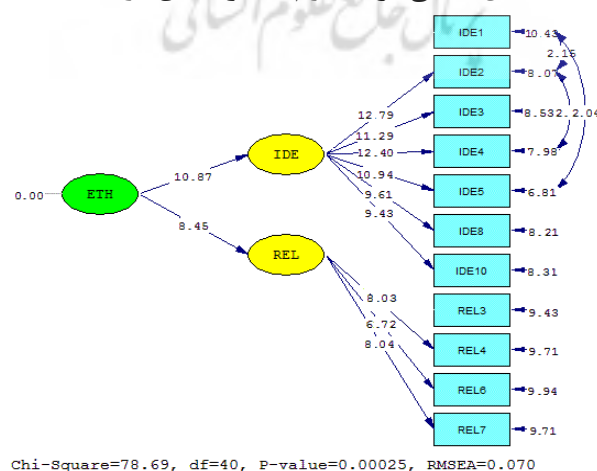 جامع علوم انسانی
IDE1 10.43
2.15
IDE2 8.07
12.79
IDE3 8.53 2.04
11.29
IDE IDE4 7.98
12.40
10.87 10.94
0.00 ETH IDE5 6.81
9.61
9.43
8.45 IDE8 8.21
REL IDE10 8.31
8.03 REL3 9.43
6.72
8.04 REL4 9.71
REL6 9.94
REL7 9.71
Chi-Square=78.69, df=40, P-value=0.00025, RMSEA=0.070